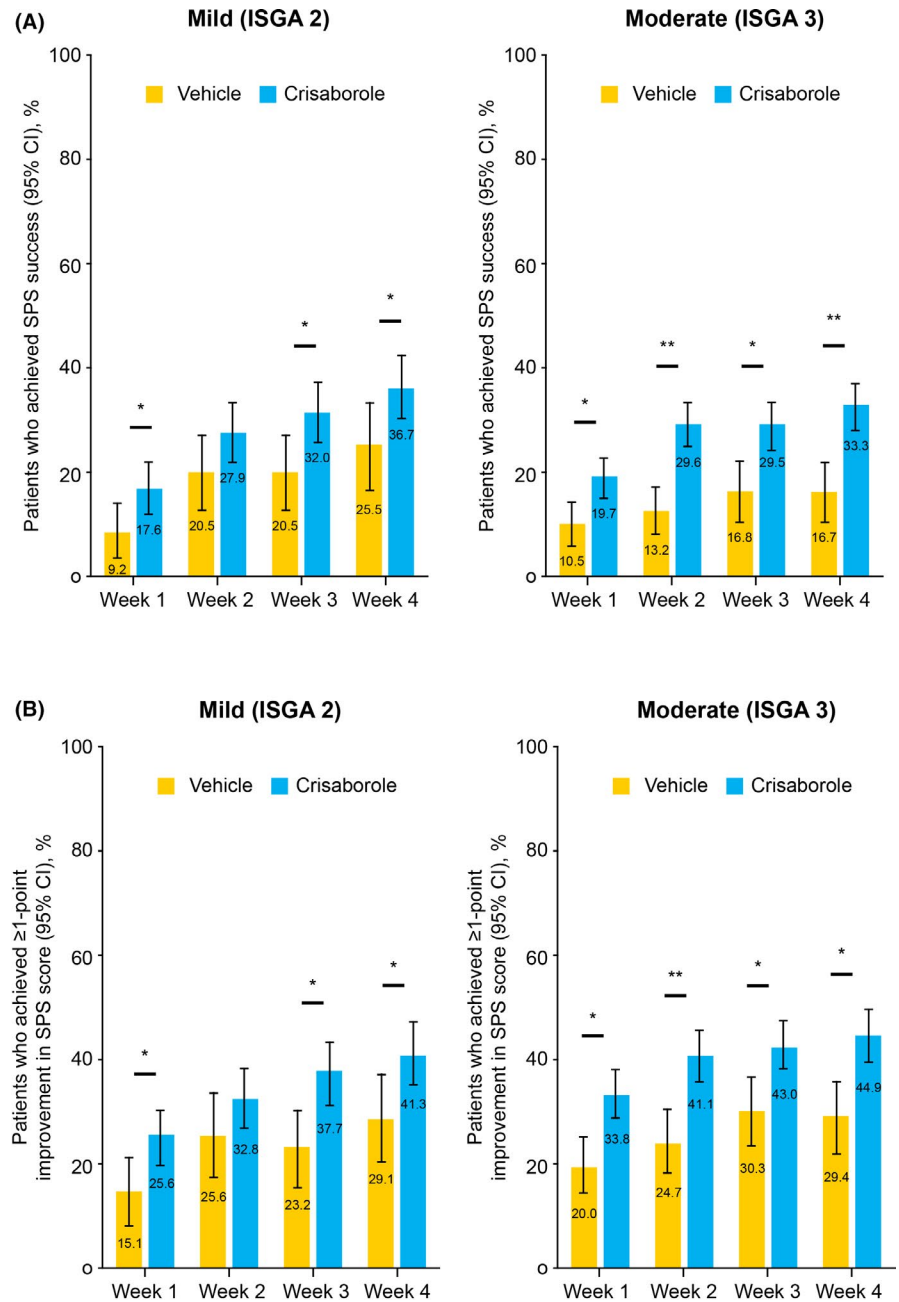 (A)
Mild (ISGA 2)
Patients who achieved SPS success (95% CI), %
100
80
60
40
20
0
Vehicle
Crisaborole
*
*
*
9.2
17.6
20.5
27.9
20.5
32.0
25.5
36.7
Week 1
Week 2
Week 3
Week 4
Moderate (ISGA 3)
Patients who achieved SPS success (95% CI), %
100
80
60
40
20
0
Vehicle
Crisaborole
*
**
*
**
10.5
19.7
13.2
29.6
16.8
29.5
16.7
33.3
Week 1
Week 2
Week 3
Week 4
(B)
Mild (ISGA 2)
Patients who achieved ≥1-point
improvement in SPS score (95% CI), %
100
80
60
40
20
0
Vehicle
Crisaborole
*
*
*
15.1
25.6
25.6
32.8
23.2
37.7
29.1
41.3
Week 1
Week 2
Week 3
Week 4
Moderate (ISGA 3)
Patients who achieved ≥1-point
improvement in SPS score (95% CI), %
100
80
60
40
20
0
Vehicle
Crisaborole
*
**
*
*
20.0
33.8
24.7
41.1
30.3
43.0
29.4
44.9
Week 1
Week 2
Week 3
Week 4